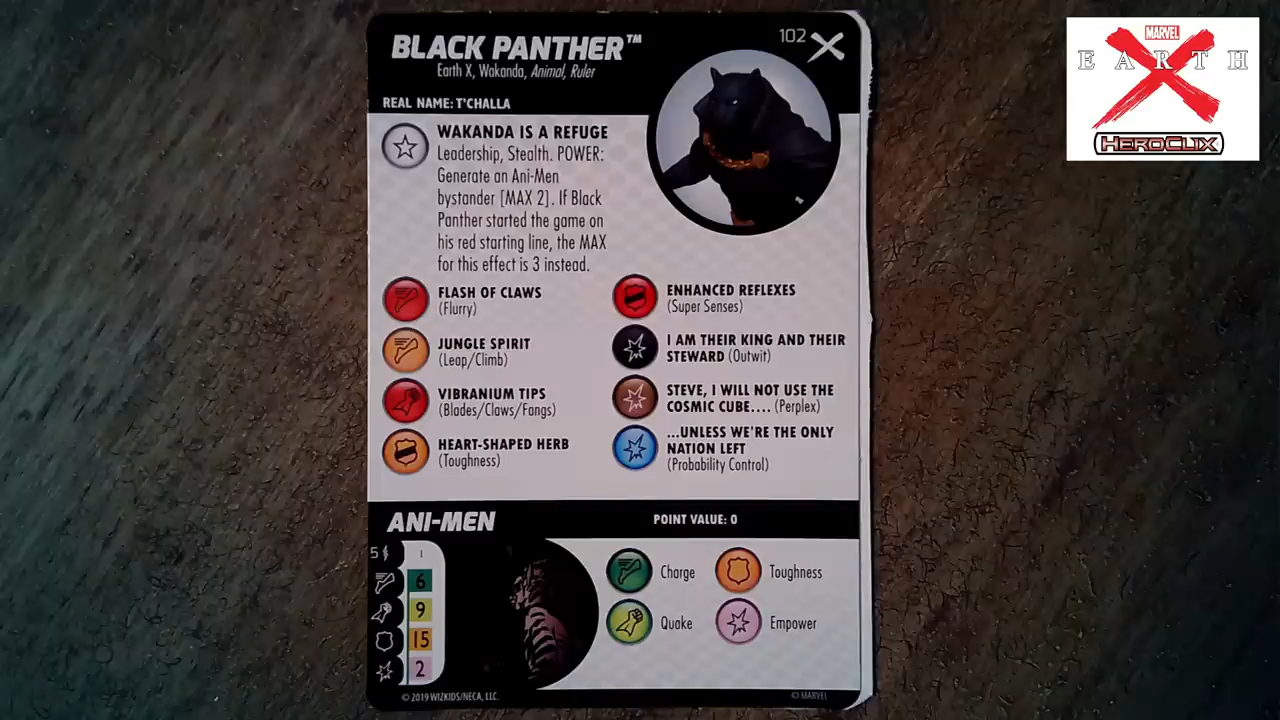 BLACK PANTHER™
102
Earth X, Wakanda, Animal, Ruler
REAL NAME: T'CHALLA
WAKANDA IS A REFUGE
Leadership, Stealth. POWER:
Generate an Ani-Men
bystander [MAX 2]. If Black
Panther started the game on
his red starting line, the MAX
for this effect is 3 instead.
FLASH OF CLAWS
(Flurry)
JUNGLE SPIRIT
(Leap/Climb)
VIBRANIUM TIPS
(Blades/Claws/Fangs)
HEART-SHAPED HERB
(Toughness)
ENHANCED REFLEXES
(Super Senses)
I AM THEIR KING AND THEIR
STEWARD (Outwit)
STEVE, I WILL NOT USE THE
COSMIC CUBE.... (Perplex)
...UNLESS WE'RE THE ONLY
NATION LEFT
(Probability Control)
ANI-MEN
POINT VALUE: 0
5 1
6
9
15
2
Charge
Toughness
Quake
Empower
© 2019 WIZKIDS/NECA, LLC.
© MARVEL
MARVEL
EARTH
HEROCLIX